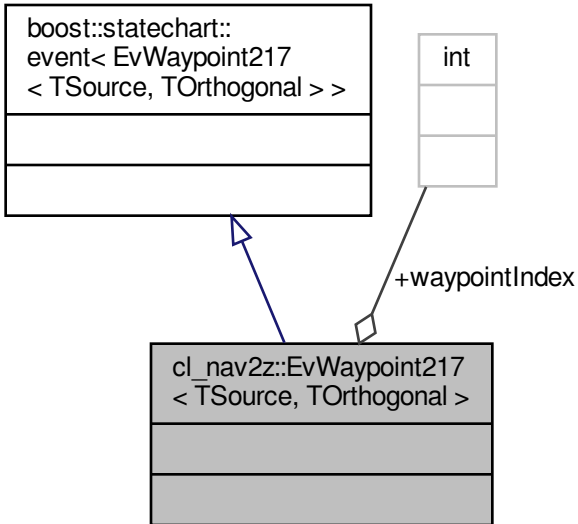 boost::statechart::
event< EvWaypoint217
< TSource, TOrthogonal > >
int
+waypointIndex
cl_nav2z::EvWaypoint217
< TSource, TOrthogonal >